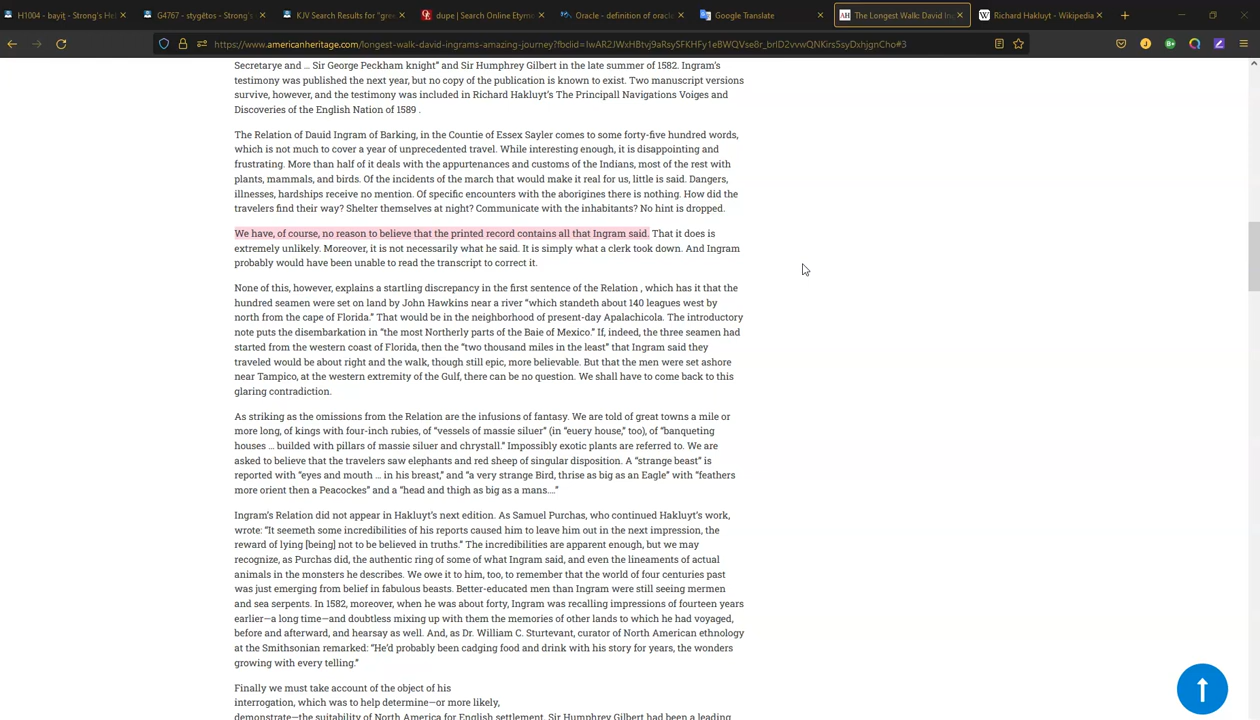 H1004 - bayiṯ - Strong's He
G4767 - stygētos - Strong's
KJV Search Results for "gree
dupe | Search Online Etymo
Oracle - definition of oracle
Google Translate
The Longest Walk: David In
Richard Hakluyt - Wikipedia
https://www.americanheritage.com/longest-walk-david-ingrams-amazing-journey?fbclid=IwAR2JWxHBtvj9aRsySFKHFy1eBWQVse8r_brID2vvwQNKirs5syDxhjgnCho#3
Secretarye and … Sir George Peckham knight" and Sir Humphrey Gilbert in the late summer of 1582. Ingram's
testimony was published the next year, but no copy of the publication is known to exist. Two manuscript versions
survive, however, and the testimony was included in Richard Hakluyt's The Principall Navigations Voiges and
Discoveries of the English Nation of 1589 .
The Relation of Dauid Ingram of Barking, in the Countie of Essex Sayler comes to some forty-five hundred words,
which is not much to cover a year of unprecedented travel. While interesting enough, it is disappointing and
frustrating. More than half of it deals with the appurtenances and customs of the Indians, most of the rest with
plants, mammals, and birds. Of the incidents of the march that would make it real for us, little is said. Dangers,
illnesses, hardships receive no mention. Of specific encounters with the aborigines there is nothing. How did the
travelers find their way? Shelter themselves at night? Communicate with the inhabitants? No hint is dropped.
We have, of course, no reason to believe that the printed record contains all that Ingram said. That it does is
extremely unlikely. Moreover, it is not necessarily what he said. It is simply what a clerk took down. And Ingram
probably would have been unable to read the transcript to correct it.
None of this, however, explains a startling discrepancy in the first sentence of the Relation , which has it that the
hundred seamen were set on land by John Hawkins near a river "which standeth about 140 leagues west by
north from the cape of Florida." That would be in the neighborhood of present-day Apalachicola. The introductory
note puts the disembarkation in "the most Northerly parts of the Baie of Mexico." If, indeed, the three seamen had
started from the western coast of Florida, then the "two thousand miles in the least" that Ingram said they
traveled would be about right and the walk, though still epic, more believable. But that the men were set ashore
near Tampico, at the western extremity of the Gulf, there can be no question. We shall have to come back to this
glaring contradiction.
As striking as the omissions from the Relation are the infusions of fantasy. We are told of great towns a mile or
more long, of kings with four-inch rubies, of "vessels of massie siluer" (in "euery house," too), of "banqueting
houses … builded with pillars of massie siluer and chrystall." Impossibly exotic plants are referred to. We are
asked to believe that the travelers saw elephants and red sheep of singular disposition. A "strange beast" is
reported with "eyes and mouth … in his breast," and "a very strange Bird, thrise as big as an Eagle" with "feathers
more orient then a Peacockes" and a "head and thigh as big as a mans…."
Ingram's Relation did not appear in Hakluyt's next edition. As Samuel Purchas, who continued Hakluyt's work,
wrote: "It seemeth some incredibilities of his reports caused him to leave him out in the next impression, the
reward of lying [being] not to be believed in truths." The incredibilities are apparent enough, but we may
recognize, as Purchas did, the authentic ring of some of what Ingram said, and even the lineaments of actual
animals in the monsters he describes. We owe it to him, too, to remember that the world of four centuries past
was just emerging from belief in fabulous beasts. Better-educated men than Ingram were still seeing mermen
and sea serpents. In 1582, moreover, when he was about forty, Ingram was recalling impressions of fourteen years
earlier—a long time—and doubtless mixing up with them the memories of other lands to which he had voyaged,
before and afterward, and hearsay as well. And, as Dr. William C. Sturtevant, curator of North American ethnology
at the Smithsonian remarked: "He'd probably been cadging food and drink with his story for years, the wonders
growing with every telling."
Finally we must take account of the object of his
interrogation, which was to help determine—or more likely,
demonstrate—the suitability of North America for English settlement. Sir Humphrey Gilbert had been a leading